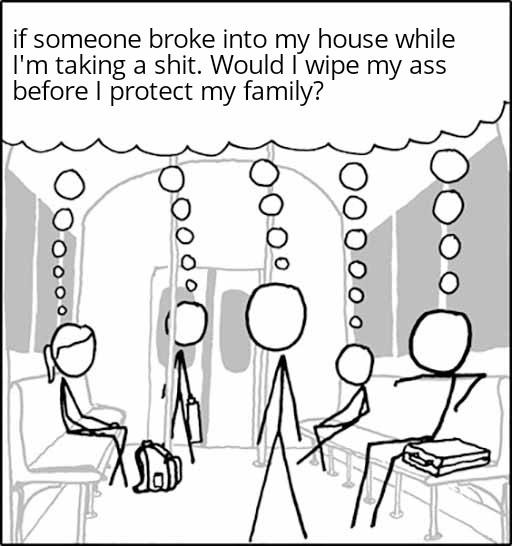 if someone broke into my house while
I'm taking a shit. Would I wipe my ass
before I protect my family?